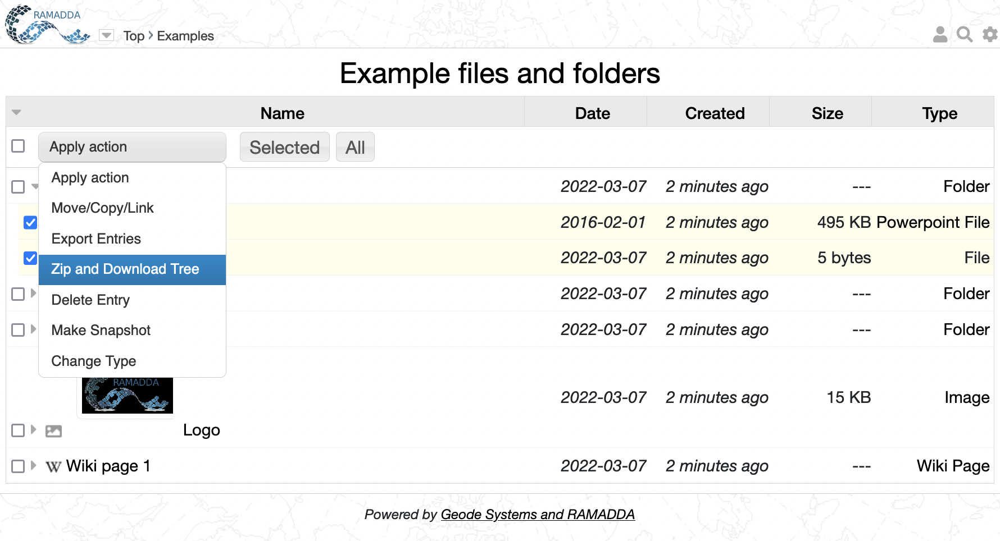 RAMADDA
Top › Examples
Example files and folders
Name Date Created Size Type
Apply action Selected All
Apply action
2022-03-07 2 minutes ago --- Folder
Move/Copy/Link
2016-02-01 2 minutes ago 495 KB Powerpoint File
Export Entries
2022-03-07 2 minutes ago 5 bytes File
Zip and Download Tree
2022-03-07 2 minutes ago --- Folder
Delete Entry
2022-03-07 2 minutes ago --- Folder
Make Snapshot
Change Type
RAMADDA
2022-03-07 2 minutes ago 15 KB Image
Logo
W Wiki page 1 2022-03-07 2 minutes ago --- Wiki Page
Powered by Geode Systems and RAMADDA